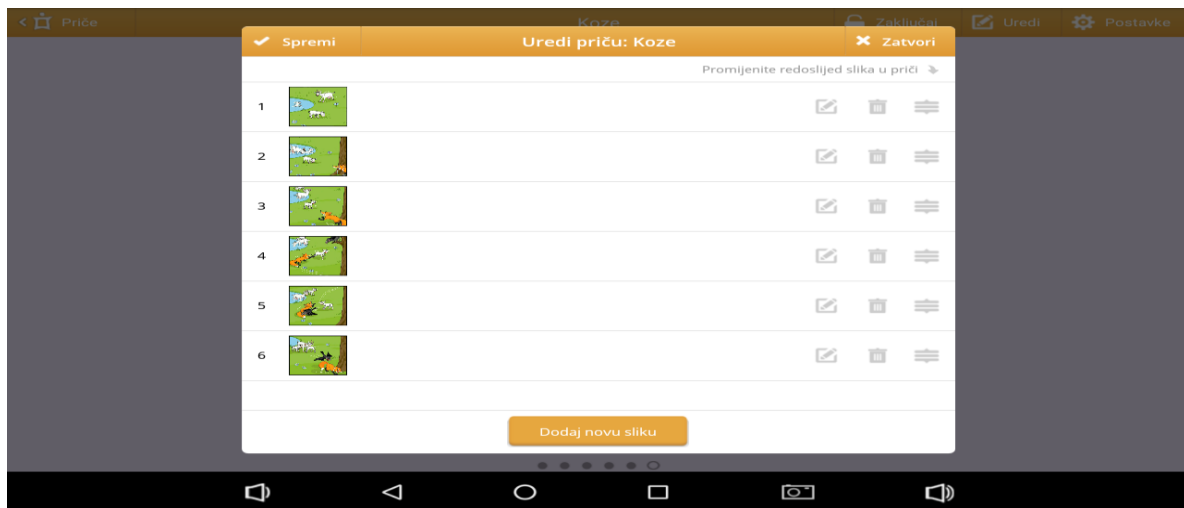 Priče
Koze
Zaključaj
Uredi
Postavke
Spremi
Uredi priču: Koze
Zatvori
Promijenite redoslijed slika u priči
1
2
3
4
5
6
Dodaj novu sliku